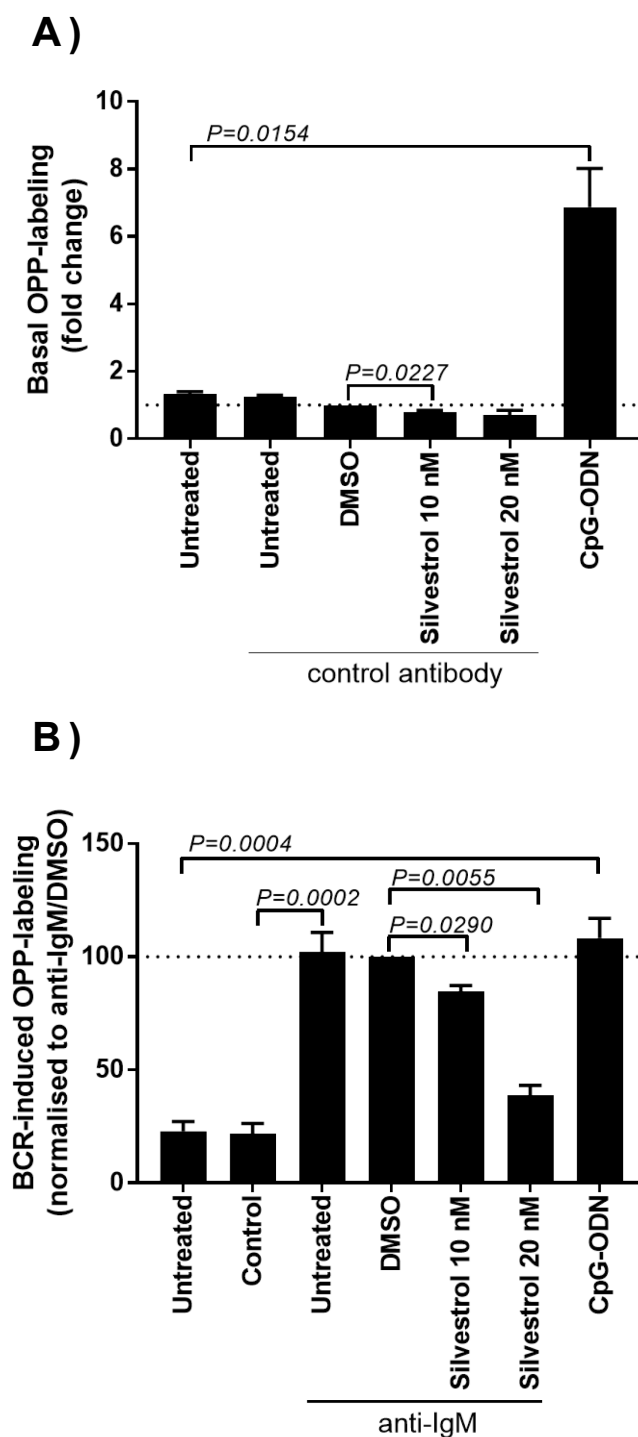 A )
Basal OPP-labeling
(fold change)
10
8
6
4
2
0
P=0.0154
P=0.0227
Untreated
Untreated
DMSO
Silvestrol 10 nM
Silvestrol 20 nM
CpG-ODN
control antibody
B )
BCR-induced OPP-labeling
(normalised to anti-IgM/DMSO)
150
100
50
0
P=0.0004
P=0.0055
P=0.0002
P=0.0290
Untreated
Control
Untreated
DMSO
Silvestrol 10 nM
Silvestrol 20 nM
CpG-ODN
anti-IgM